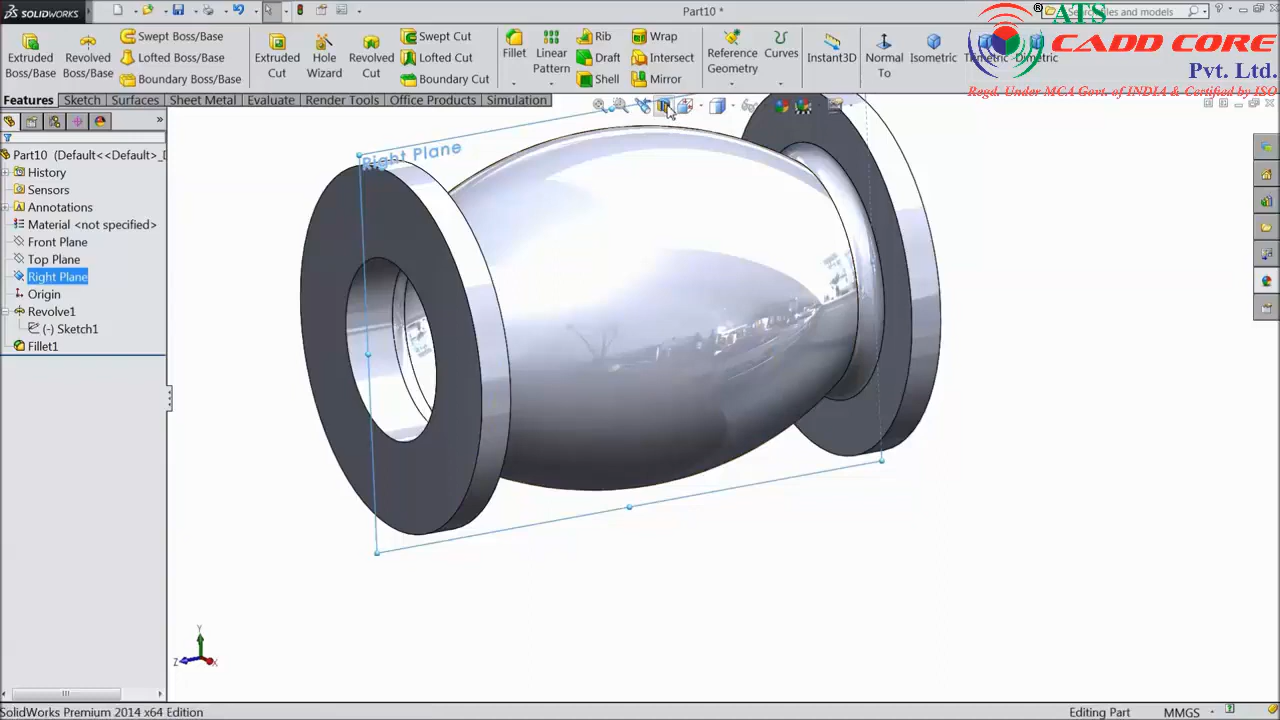 SOLIDWORKS
Part10 *
Search files and models
® ATS
CADD CORE
Pvt. Ltd.
Regd. Under MCA Govt. of INDIA & Certified by ISO
Extruded Boss/Base
Revolved Boss/Base
Swept Boss/Base
Lofted Boss/Base
Boundary Boss/Base
Extruded Cut
Hole Wizard
Revolved Cut
Swept Cut
Lofted Cut
Boundary Cut
Fillet
Linear Pattern
Rib
Draft
Shell
Wrap
Intersect
Mirror
Reference Geometry
Curves
Instant3D
Normal To
Isometric
Dimetric
Features Sketch Surfaces Sheet Metal Evaluate Render Tools Office Products Simulation
»
Part10 (Default<<Default>_D
History
Sensors
Annotations
Material <not specified>
Front Plane
Top Plane
Right Plane
Origin
Revolve1
(-) Sketch1
Fillet1
Right Plane
Y
Z
X
SolidWorks Premium 2014 x64 Edition
Editing Part
MMGS